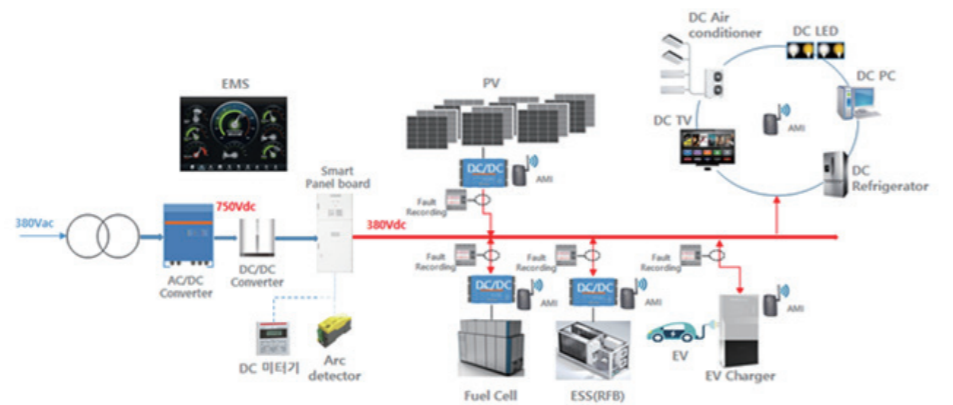 DC Air
conditioner
DC LED
EMS
PV
DC PC
AMI
DC TV
DC/DC
Smart
Panel board
AMI
DC
Refrigerator
Fault
Recording
750Vdc
380Vac
380Vdc
DC/DC
Converter
AC/DC
Converter
Fault
Recording
Fault
Recording
Fault
Recording
DC/DC
AMI
DC/DC
AMI
AMI
DC 미터기
Arc
detector
EV
EV Charger
Fuel Cell
ESS(RFB)